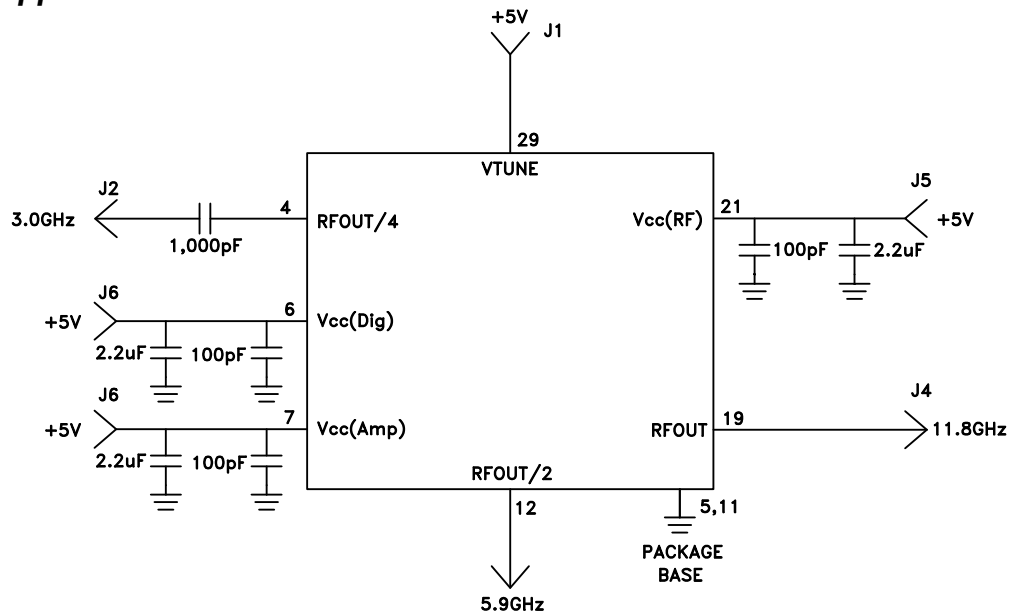 +5V
J1
29
VTUNE
J2
3.0GHz
1,000pF
4
RFOUT/4
Vcc(RF)
21
J5
+5V
100pF
2.2uF
J6
+5V
2.2uF
100pF
6
Vcc(Dig)
J6
+5V
2.2uF
100pF
7
Vcc(Amp)
RFOUT
19
J4
11.8GHz
RFOUT/2
12
5.9GHz
5,11
PACKAGE
BASE